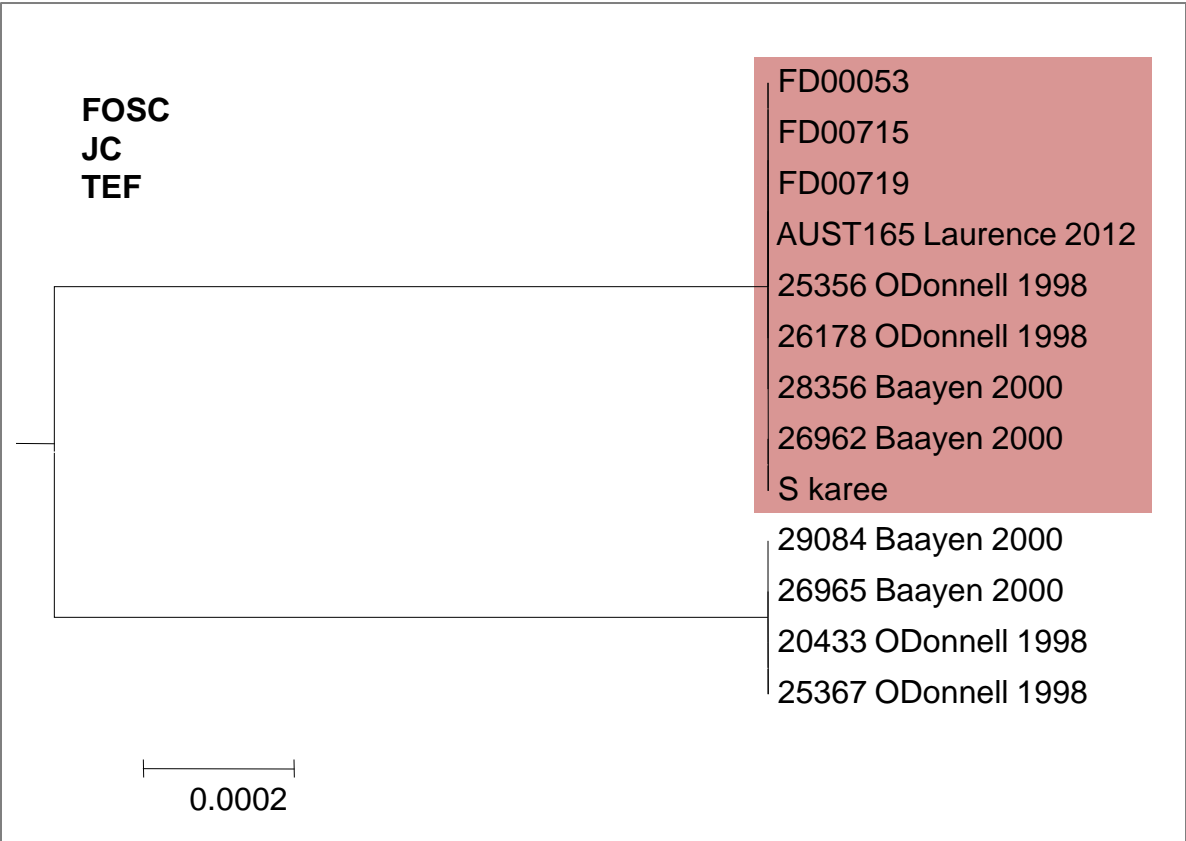 FOSC
JC
TEF
FD00053
FD00715
FD00719
AUST165 Laurence 2012
25356 ODonnell 1998
26178 ODonnell 1998
28356 Baayen 2000
26962 Baayen 2000
S karee
29084 Baayen 2000
26965 Baayen 2000
20433 ODonnell 1998
25367 ODonnell 1998
0.0002